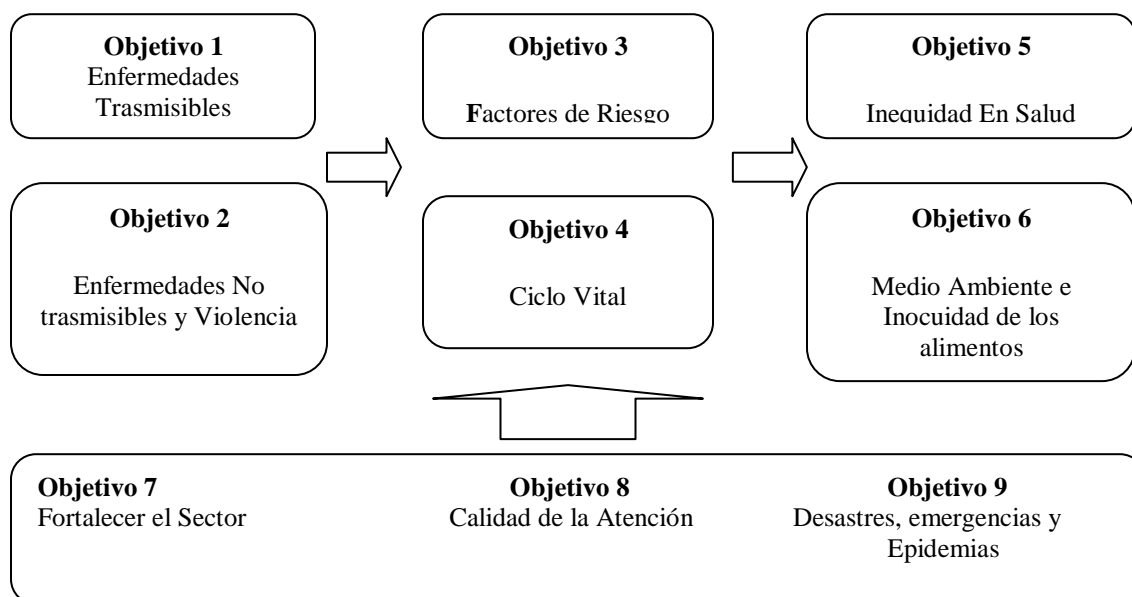 Objetivo 1
Enfermedades
Trasmisibles
Objetivo 3
Factores de Riesgo
Objetivo 5
Inequidad En Salud
Objetivo 2
Enfermedades No
trasmisibles y Violencia
Objetivo 4
Ciclo Vital
Objetivo 6
Medio Ambiente e
Inocuidad de los
alimentos
Objetivo 7
Fortalecer el Sector
Objetivo 8
Calidad de la Atención
Objetivo 9
Desastres, emergencias y
Epidemias